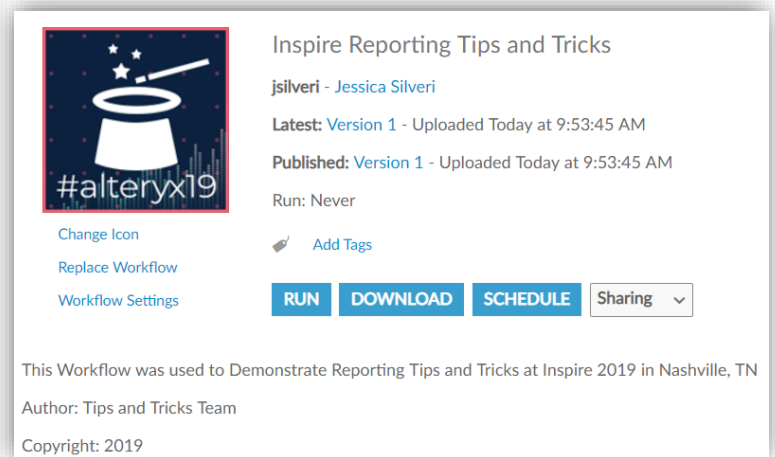 #alteryx19
Change Icon
Replace Workflow
Workflow Settings
Inspire Reporting Tips and Tricks
jsilveri - Jessica Silveri
Latest: Version 1 - Uploaded Today at 9:53:45 AM
Published: Version 1 - Uploaded Today at 9:53:45 AM
Run: Never
Add Tags
RUN DOWNLOAD SCHEDULE Sharing
This Workflow was used to Demonstrate Reporting Tips and Tricks at Inspire 2019 in Nashville, TN
Author: Tips and Tricks Team
Copyright: 2019